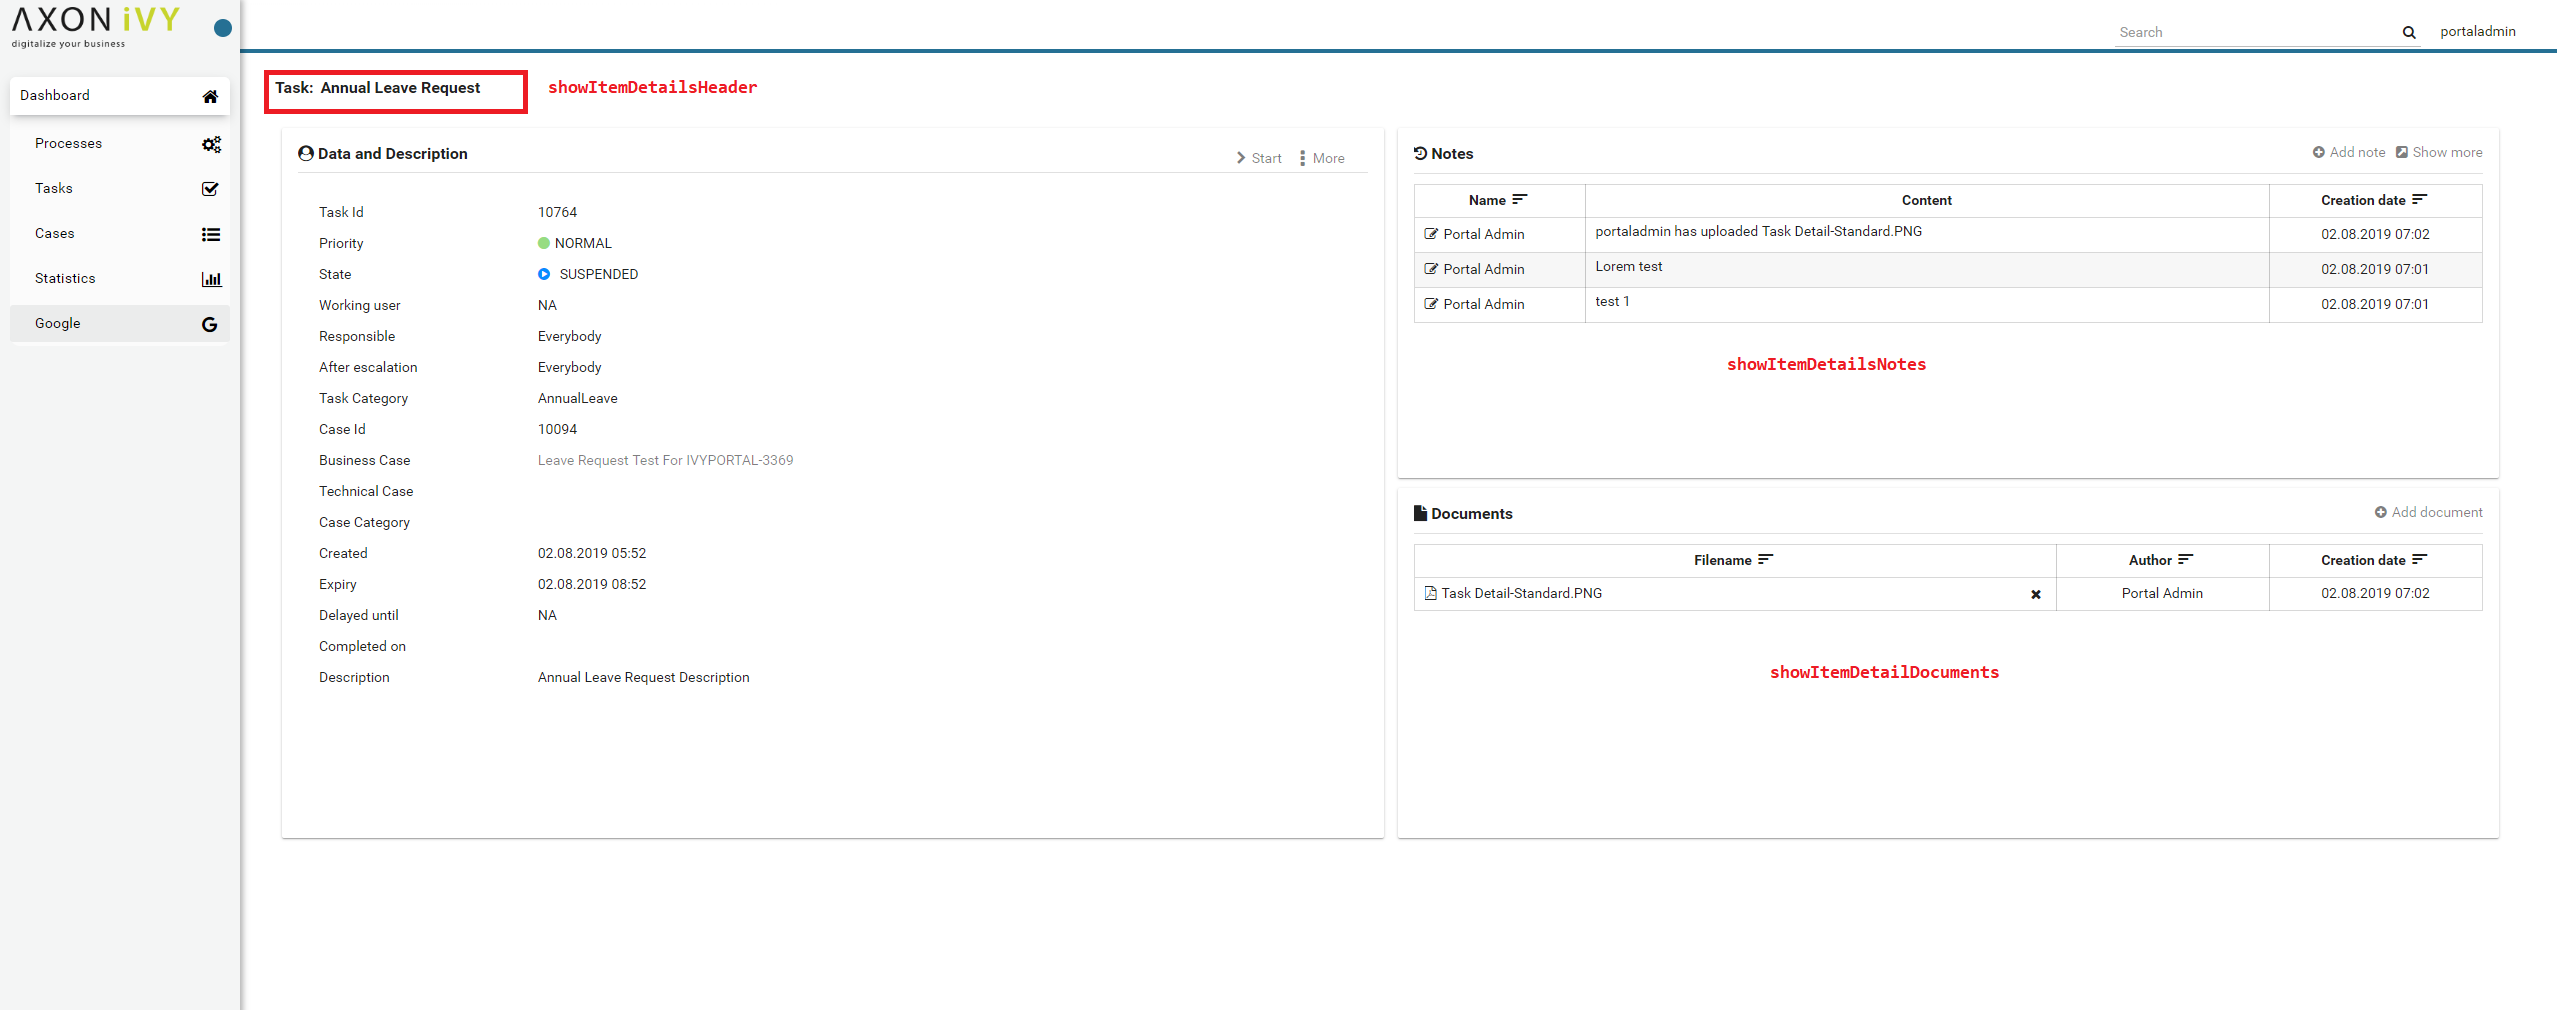 AXON iVY
digitalize your business
Search
portaladmin
Dashboard
Processes
Tasks
Cases
Statistics
Google
Task: Annual Leave Request
showItemDetailsHeader
Data and Description
Start
More
Task Id 10764
Priority NORMAL
State SUSPENDED
Working user NA
Responsible Everybody
After escalation Everybody
Task Category AnnualLeave
Case Id 10094
Business Case Leave Request Test For IVYPORTAL-3369
Technical Case
Case Category
Created 02.08.2019 05:52
Expiry 02.08.2019 08:52
Delayed until NA
Completed on
Description Annual Leave Request Description
Notes
Add note Show more
Name Content Creation date
Portal Admin portaladmin has uploaded Task Detail-Standard.PNG 02.08.2019 07:02
Portal Admin Lorem test 02.08.2019 07:01
Portal Admin test 1 02.08.2019 07:01
showItemDetailsNotes
Documents
Add document
Filename Author Creation date
Task Detail-Standard.PNG Portal Admin 02.08.2019 07:02
showItemDetailDocuments